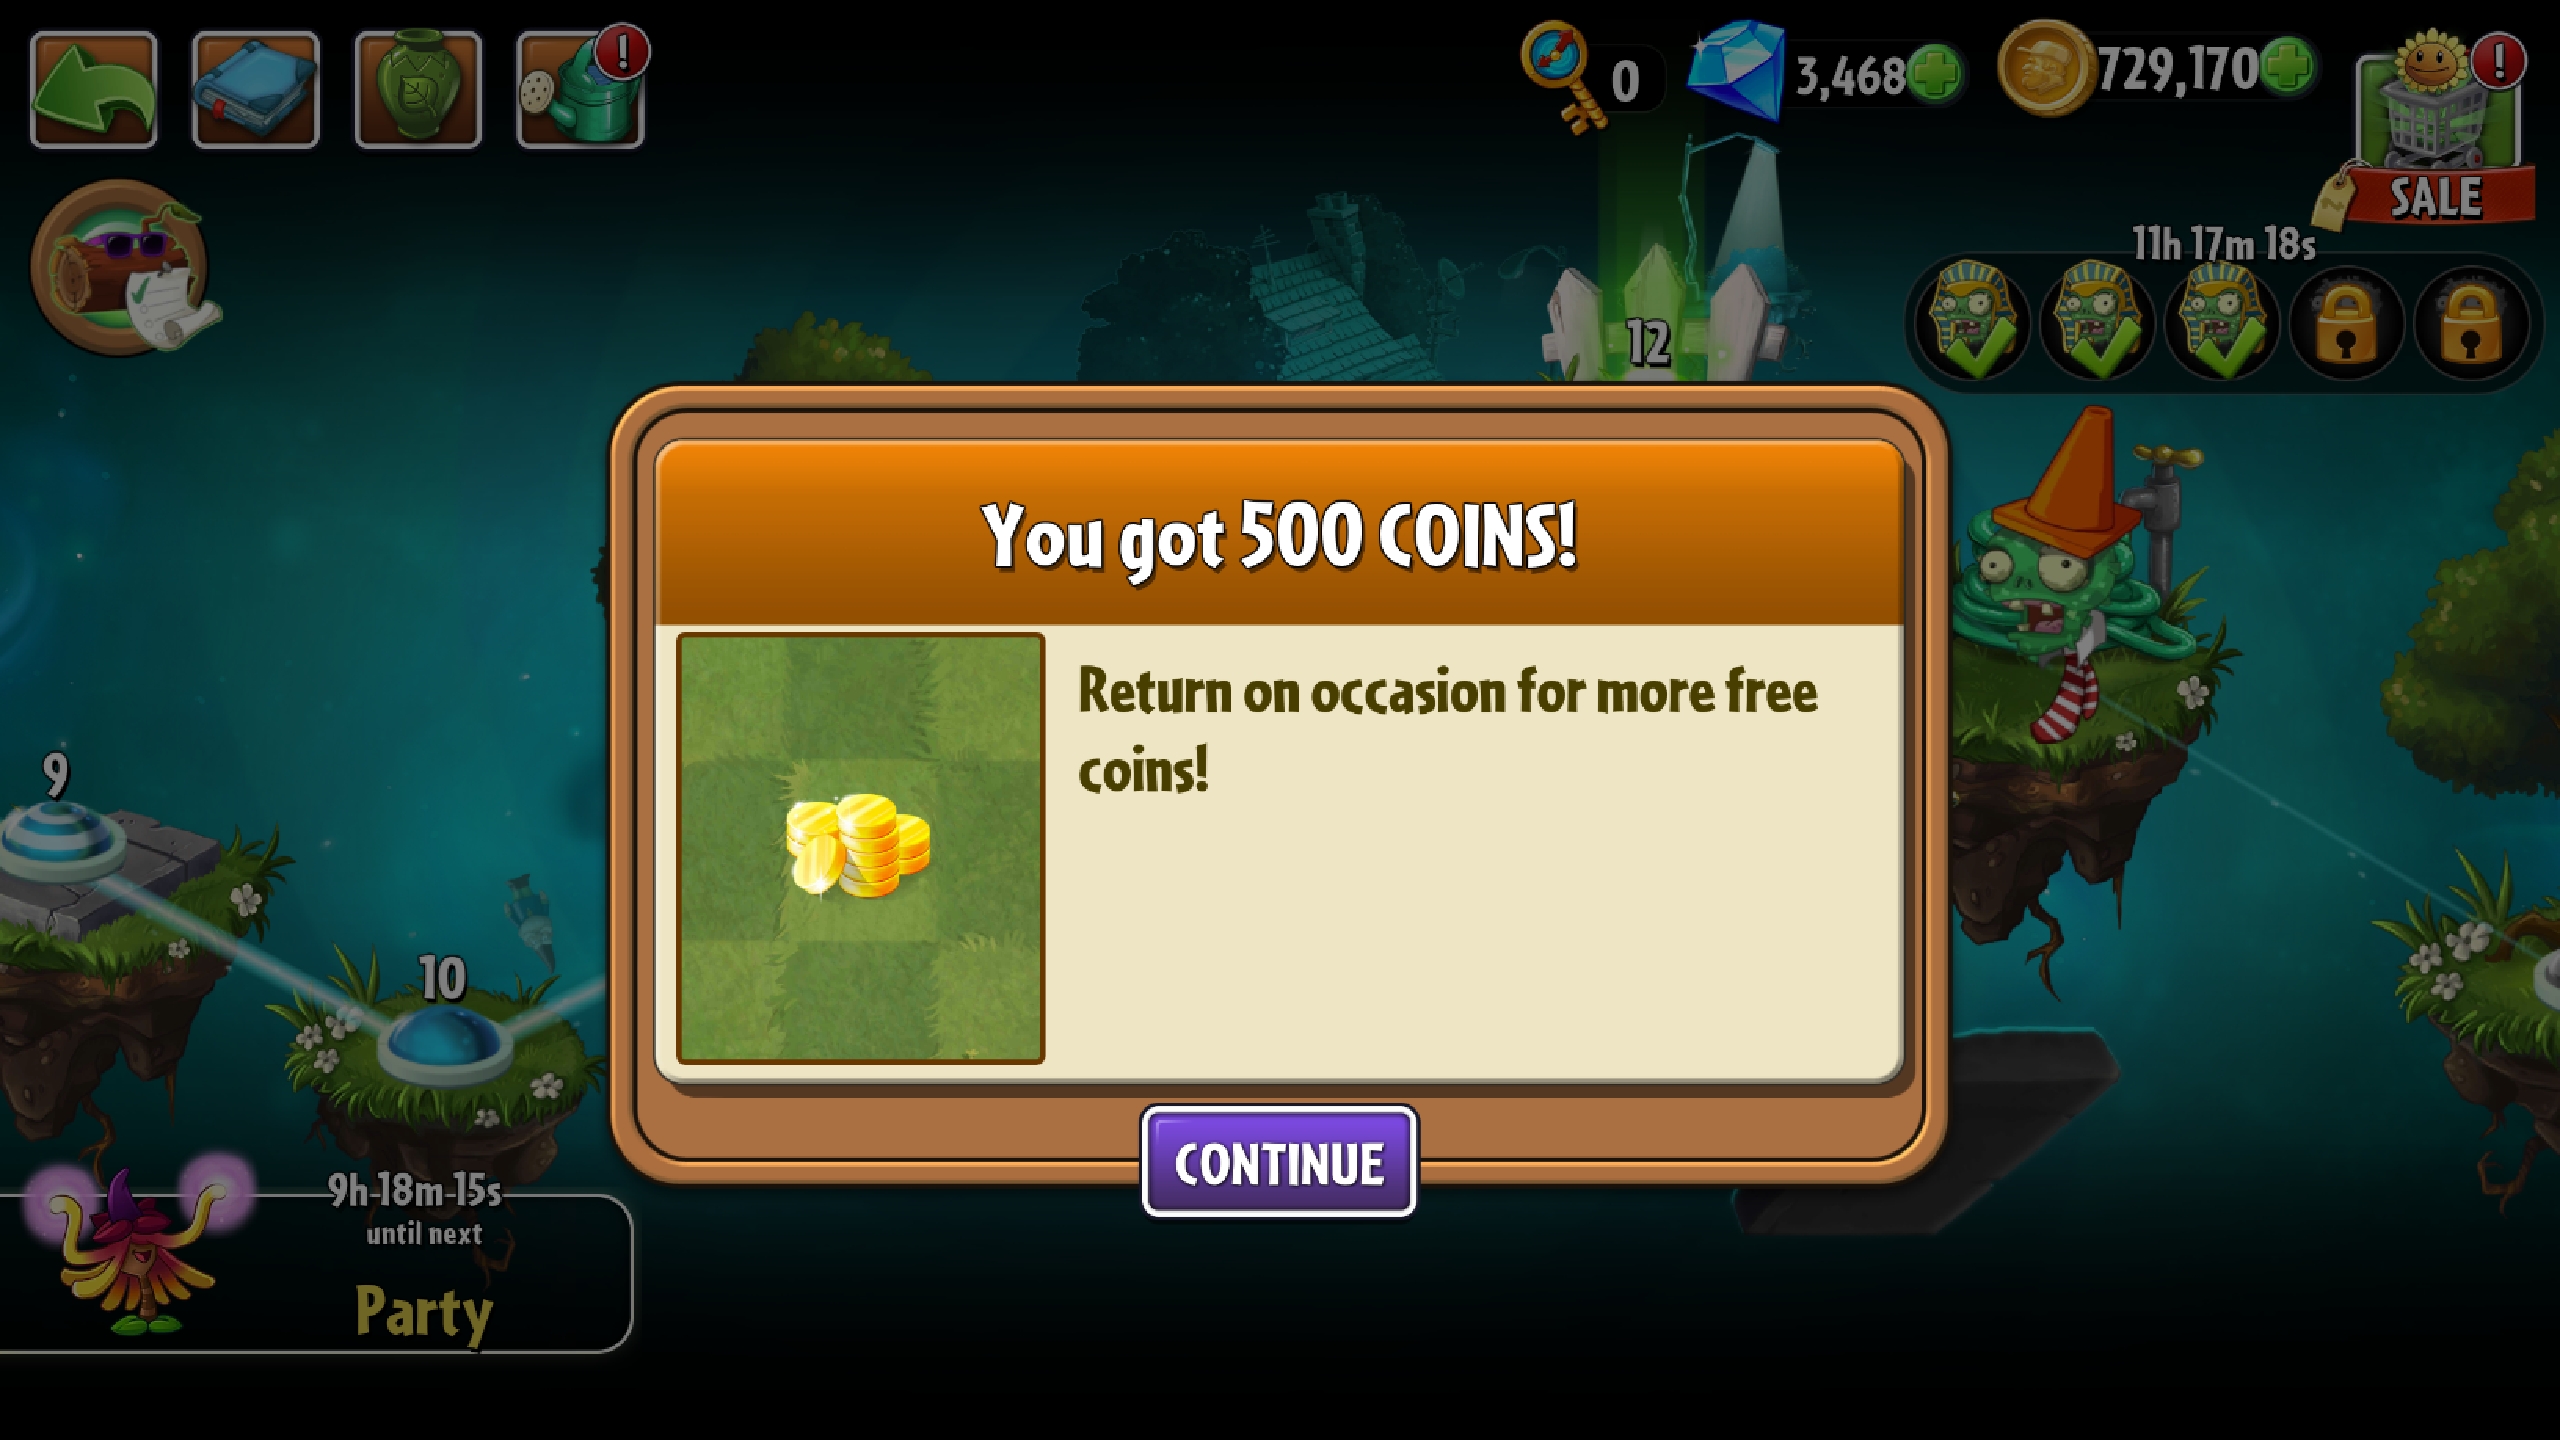 0
3,468
729,170
!
!
SALE
11h 17m 18s
12
You got 500 COINS!
Return on occasion for more free
coins!
9
10
CONTINUE
9h 18m 15s
until next
Party